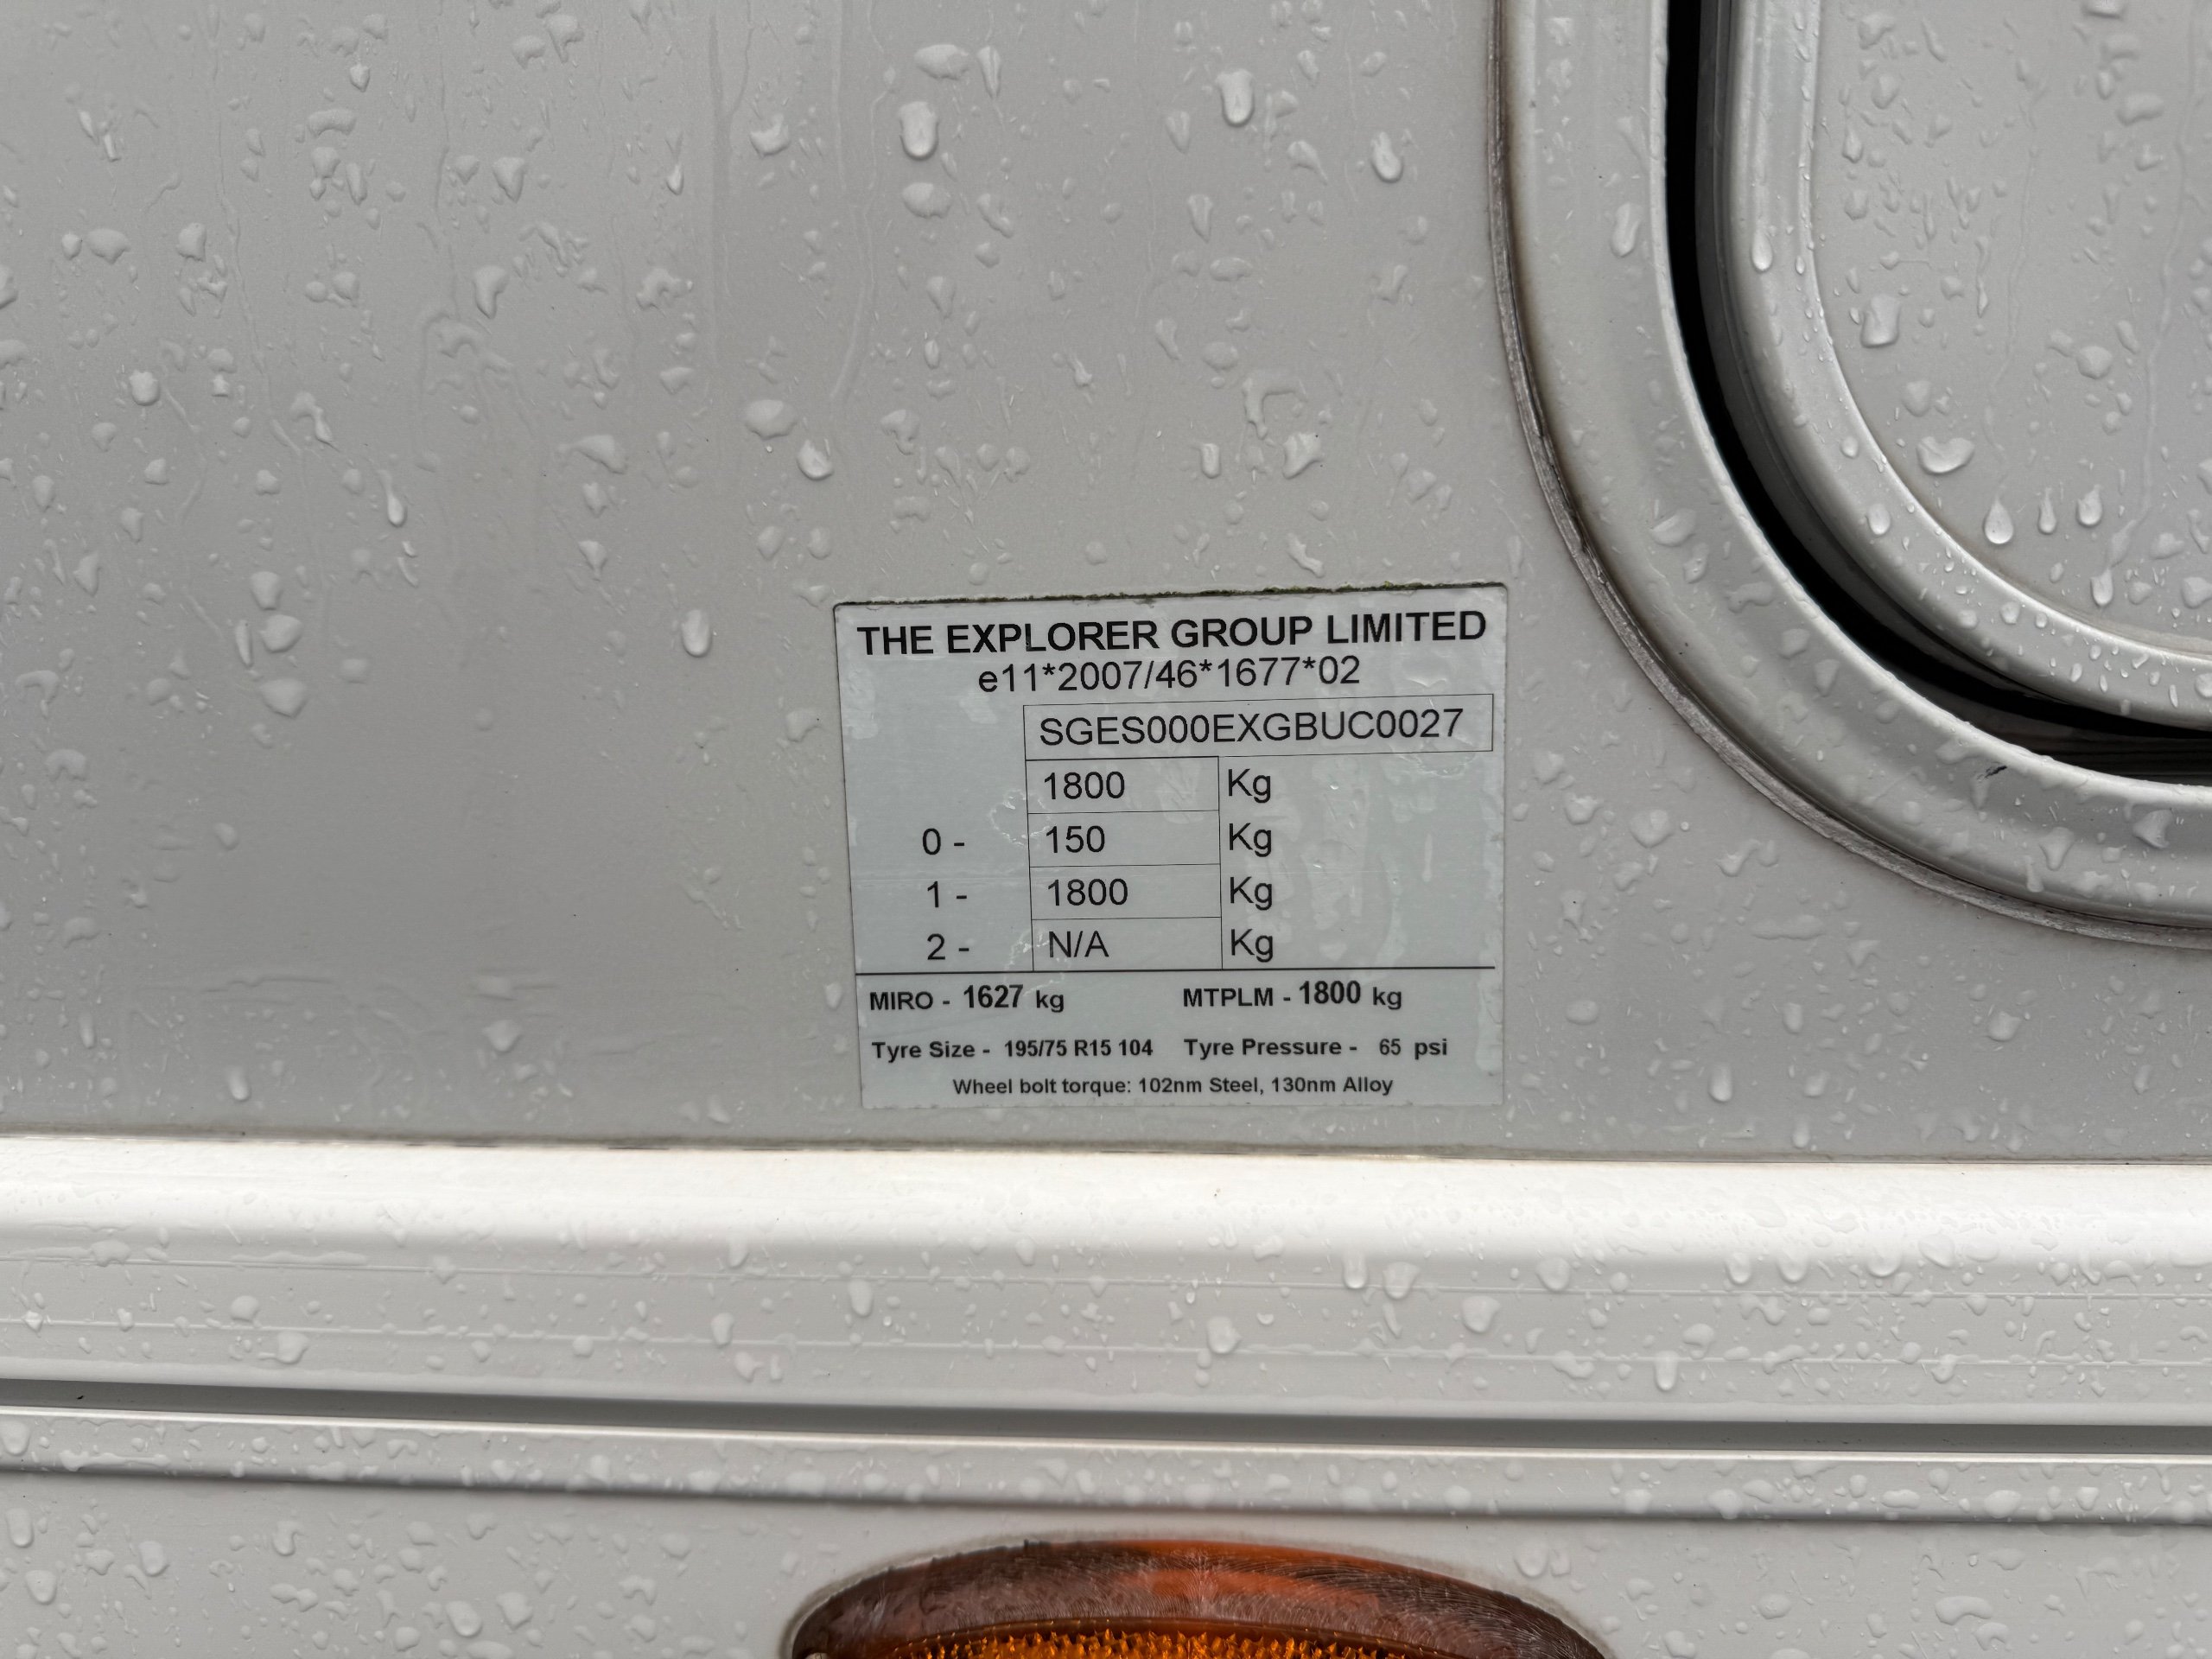 THE EXPLORER GROUP LIMITED
e11*2007/46*1677*02
SGES000EXGBUC0027
1800 Kg
0 - 150 Kg
1 - 1800 Kg
2 - N/A Kg
MIRO - 1627 kg MTPLM - 1800 kg
Tyre Size - 195/75 R15 104 Tyre Pressure - 65 psi
Wheel bolt torque: 102nm Steel, 130nm Alloy